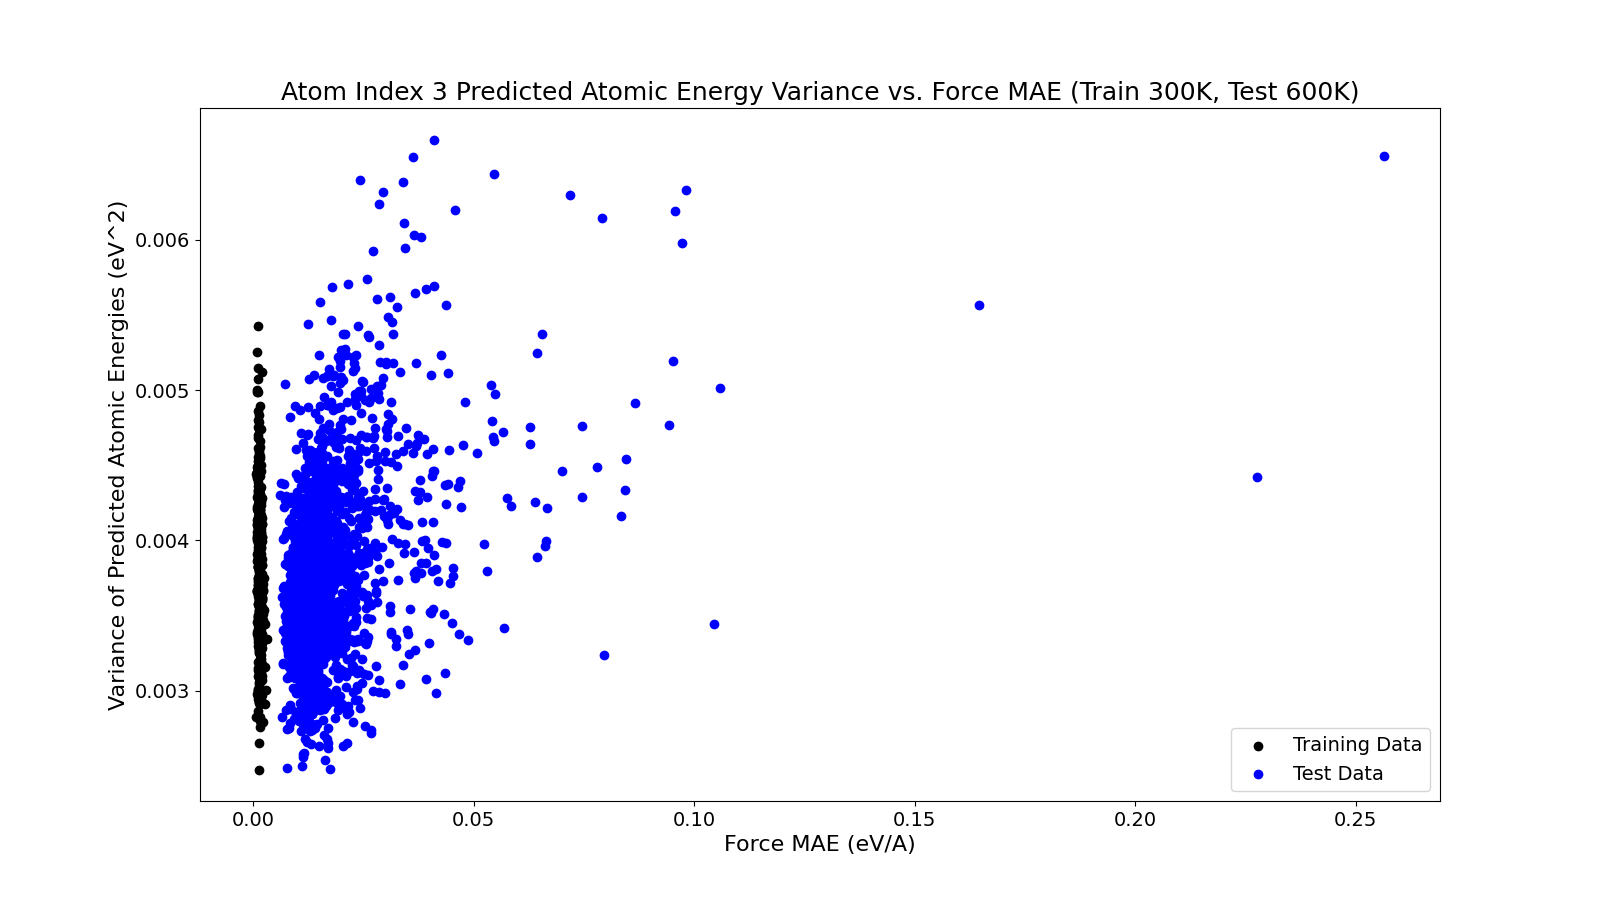 Atom Index 3 Predicted Atomic Energy Variance vs. Force MAE (Train 300K, Test 600K)
Variance of Predicted Atomic Energies (eV^2)
0.006
0.005
0.004
0.003
Training Data
Test Data
0.00 0.05 0.10 0.15 0.20 0.25
Force MAE (eV/A)